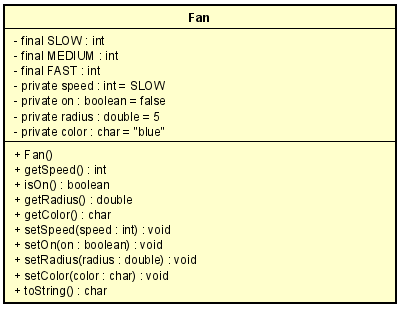 Fan
- final SLOW : int
- final MEDIUM : int
- final FAST : int
- private speed : int = SLOW
- private on : boolean = false
- private radius : double = 5
- private color : char = "blue"
+ Fan()
+ getSpeed() : int
+ isOn() : boolean
+ getRadius() : double
+ getColor() : char
+ setSpeed(speed : int) : void
+ setOn(on : boolean) : void
+ setRadius(radius : double) : void
+ setColor(color : char) : void
+ toString() : char